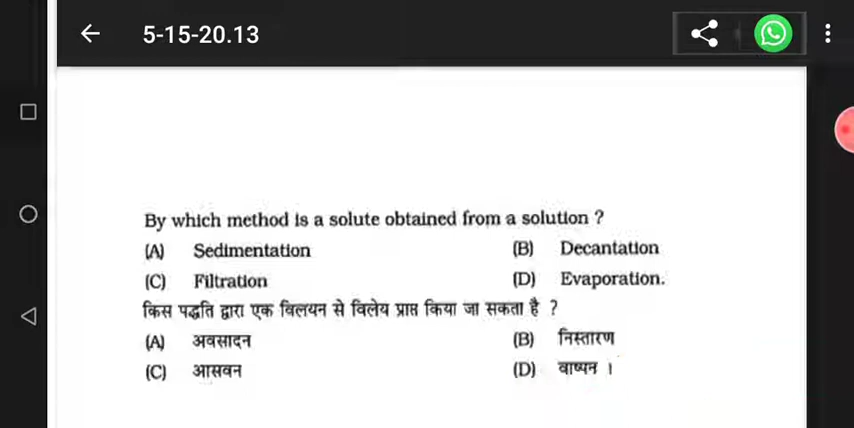 5-15-20.13
By which method is a solute obtained from a solution ?
(A) Sedimentation (B) Decantation
(C) Filtration (D) Evaporation.
किस पद्धति द्वारा एक विलयन से विलेय प्राप्त किया जा सकता है ?
(A) अवसादन (B) निस्तारण
(C) आसवन (D) वाष्पन ।